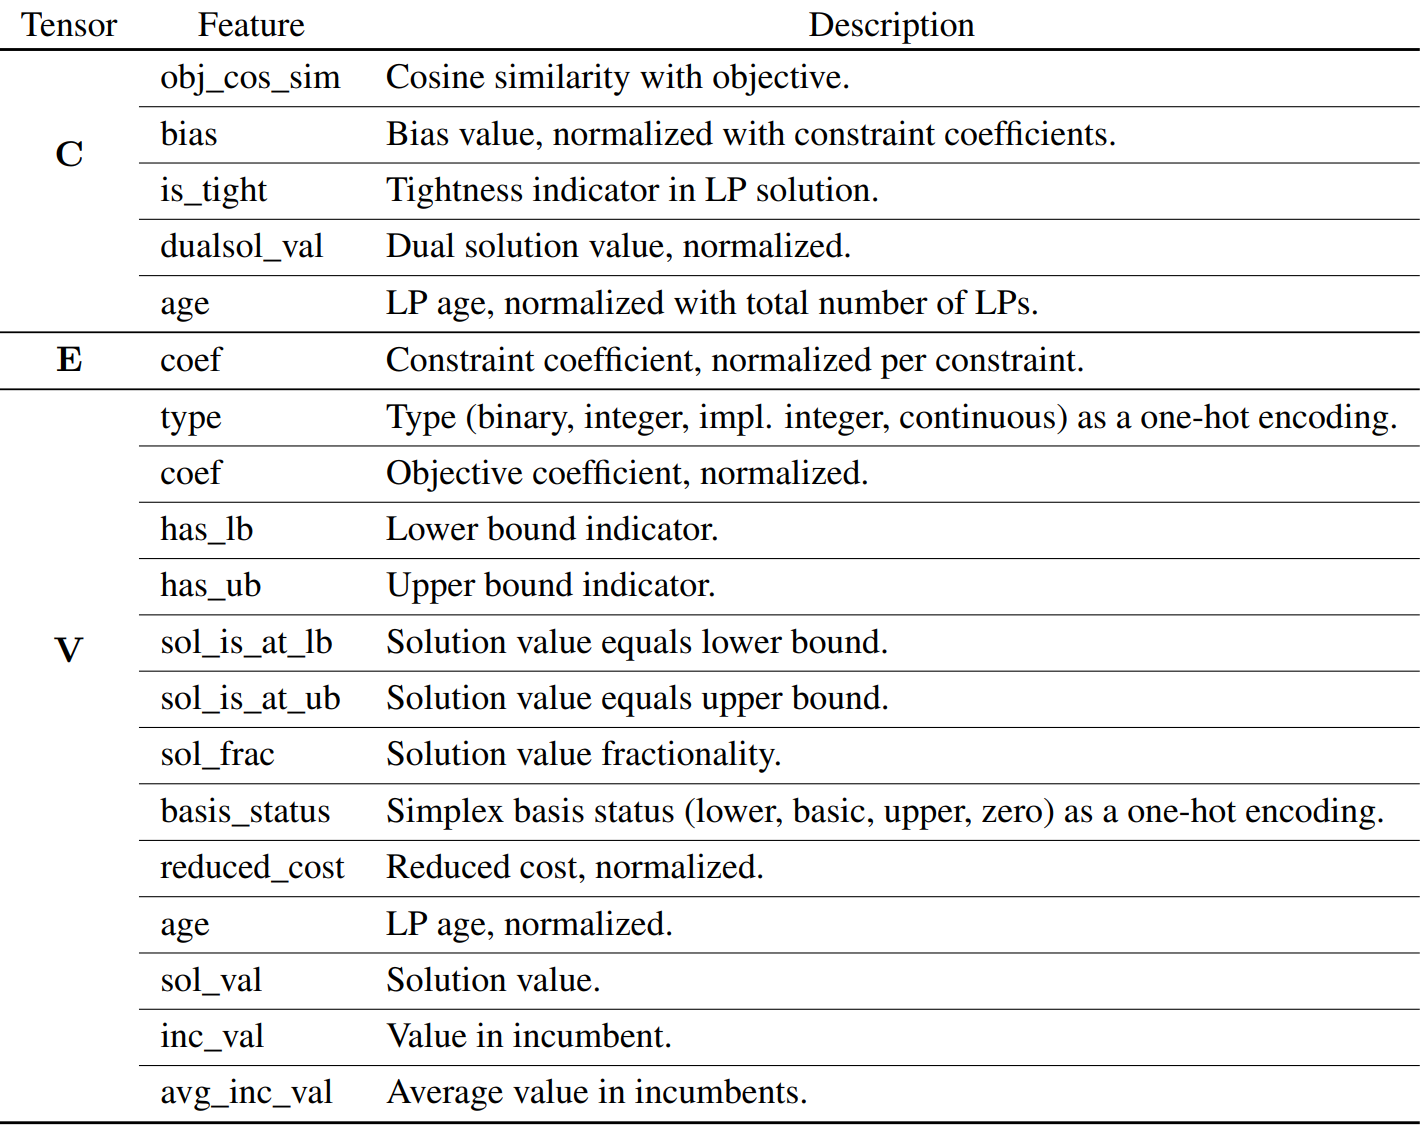 Tensor Feature Description
obj_cos_sim Cosine similarity with objective.
bias Bias value, normalized with constraint coefficients.
C
is_tight Tightness indicator in LP solution.
dualsol_val Dual solution value, normalized.
age LP age, normalized with total number of LPs.
E coef Constraint coefficient, normalized per constraint.
type Type (binary, integer, impl. integer, continuous) as a one-hot encoding.
coef Objective coefficient, normalized.
has_lb Lower bound indicator.
has_ub Upper bound indicator.
V sol_is_at_lb Solution value equals lower bound.
sol_is_at_ub Solution value equals upper bound.
sol_frac Solution value fractionality.
basis_status Simplex basis status (lower, basic, upper, zero) as a one-hot encoding.
reduced_cost Reduced cost, normalized.
age LP age, normalized.
sol_val Solution value.
inc_val Value in incumbent.
avg_inc_val Average value in incumbents.